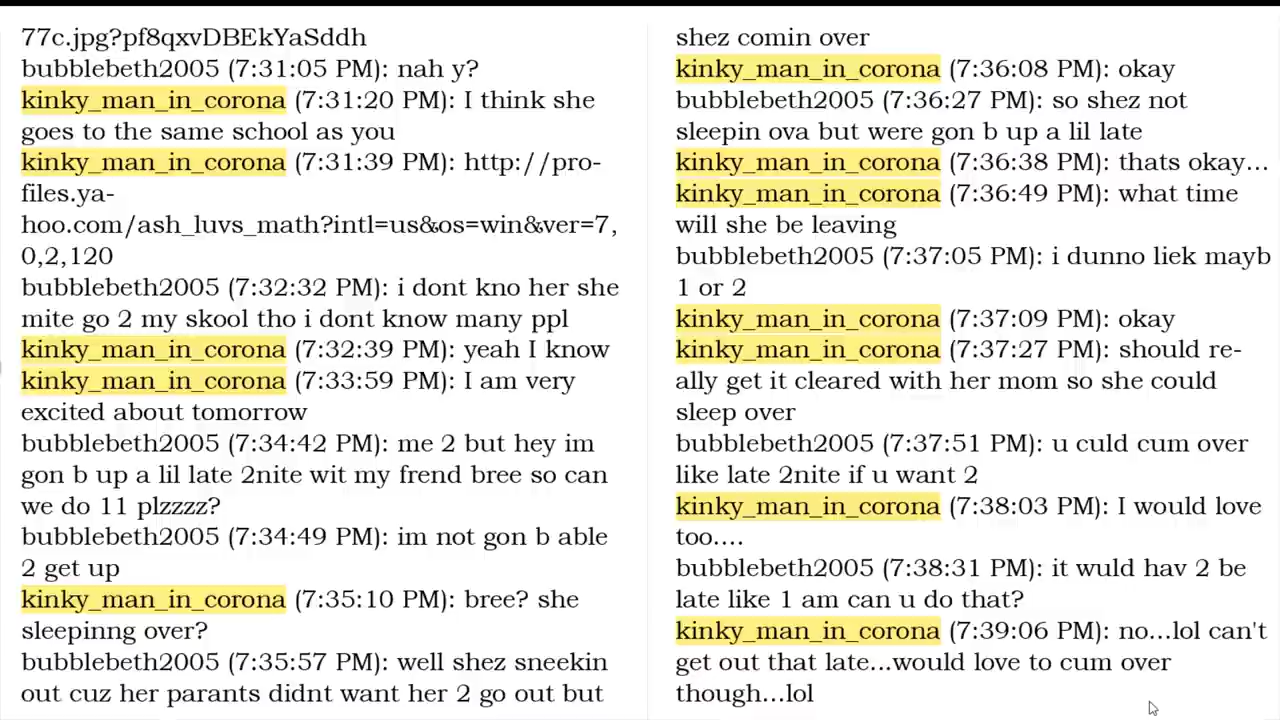 77c.jpg?pf8qxvDBEkYaSddh
bubblebeth2005 (7:31:05 PM): nah y?
kinky_man_in_corona (7:31:20 PM): I think she
goes to the same school as you
kinky_man_in_corona (7:31:39 PM): http://pro-
files.ya-
hoo.com/ash_luvs_math?intl=us&os=win&ver=7,
0,2,120
bubblebeth2005 (7:32:32 PM): i dont kno her she
mite go 2 my skool tho i dont know many ppl
kinky_man_in_corona (7:32:39 PM): yeah I know
kinky_man_in_corona (7:33:59 PM): I am very
excited about tomorrow
bubblebeth2005 (7:34:42 PM): me 2 but hey im
gon b up a lil late 2nite wit my frend bree so can
we do 11 plzzzz?
bubblebeth2005 (7:34:49 PM): im not gon b able
2 get up
kinky_man_in_corona (7:35:10 PM): bree? she
sleepinng over?
bubblebeth2005 (7:35:57 PM): well shez sneekin
out cuz her parants didnt want her 2 go out but
shez comin over
kinky_man_in_corona (7:36:08 PM): okay
bubblebeth2005 (7:36:27 PM): so shez not
sleepin ova but were gon b up a lil late
kinky_man_in_corona (7:36:38 PM): thats okay...
kinky_man_in_corona (7:36:49 PM): what time
will she be leaving
bubblebeth2005 (7:37:05 PM): i dunno liek mayb
1 or 2
kinky_man_in_corona (7:37:09 PM): okay
kinky_man_in_corona (7:37:27 PM): should re-
ally get it cleared with her mom so she could
sleep over
bubblebeth2005 (7:37:51 PM): u culd cum over
like late 2nite if u want 2
kinky_man_in_corona (7:38:03 PM): I would love
too....
bubblebeth2005 (7:38:31 PM): it wuld hav 2 be
late like 1 am can u do that?
kinky_man_in_corona (7:39:06 PM): no...lol can't
get out that late...would love to cum over
though...lol